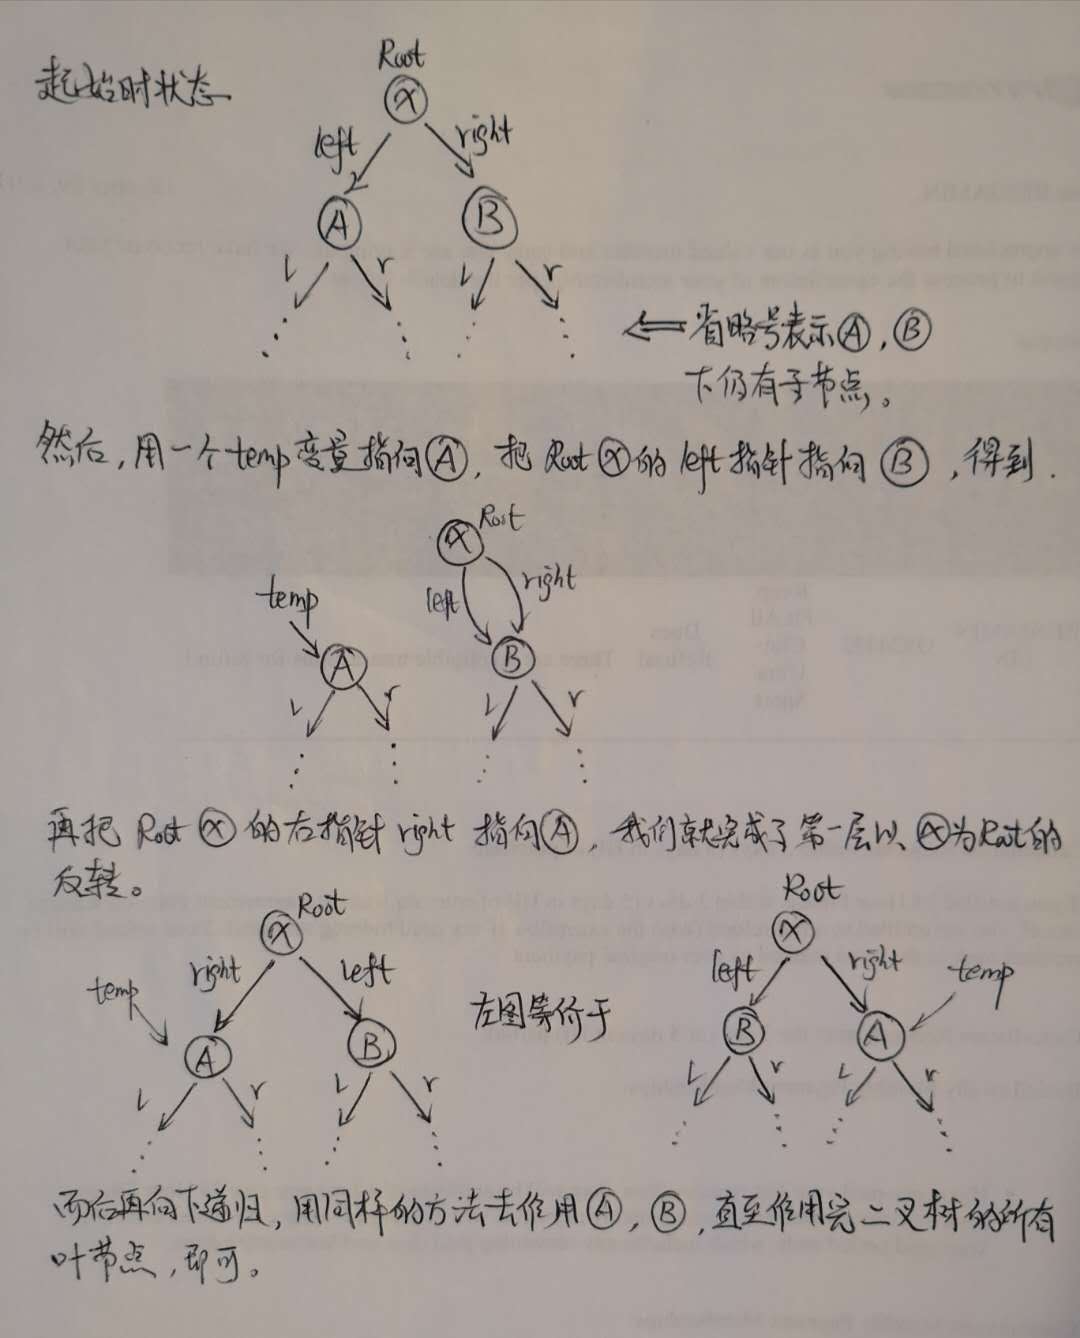 Root
起始时状态
X
left
right
A
B
L
r
L
r
⇐ 省略号表示Ⓐ,Ⓑ
下仍有子节点。
然后,用一个temp变量指向Ⓐ,把Rootⓧ的left指针指向Ⓑ,得到.
Root
X
temp
left
right
A
B
L
r
L
r
再把Rootⓧ的右指针right指向Ⓐ,我们就完成了第一层以ⓧ为Root的
反转。
Root
Root
X
X
right
left
left
right
temp
左图等价于
temp
A
B
B
A
L
r
L
r
L
r
L
r
而后再向下递归,用同样的方法去作用Ⓐ,Ⓑ,直至作用完二叉树的所有
叶节点,即可。